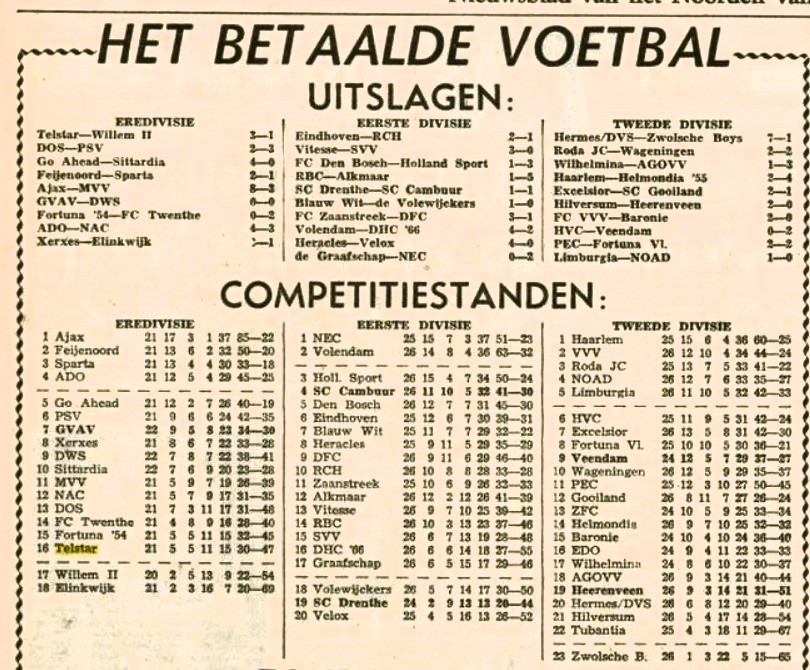 Nieuwsblad van het Noorden van
HET BETAALDE VOETBAL
UITSLAGEN:
EREDIVISIE
Telstar—Willem II 3—1
DOS—PSV 2—3
Go Ahead—Sittardia 4—0
Feijenoord—Sparta 2—1
Ajax—MVV 8—3
GVAV—DWS 0—0
Fortuna '54—FC Twenthe 0—2
ADO—NAC 4—3
Xerxes—Elinkwijk —1
EERSTE DIVISIE
Eindhoven—RCH 2—1
Vitesse—SVV 3—0
FC Den Bosch—Holland Sport 1—3
RBC—Alkmaar 1—5
SC Drenthe—SC Cambuur 1—1
Blauw Wit—de Volewijckers 1—0
FC Zaanstreek—DFC 3—1
Volendam—DHC '66 4—2
Heracles—Velox 4—0
de Graafschap—NEC 0—2
TWEEDE DIVISIE
Hermes/DVS—Zwolsche Boys 7—1
Roda JC—Wageningen 2—2
Wilhelmina—AGOVV 1—3
Haarlem—Helmondia '55 2—4
Excelsior—SC Gooiland 2—1
Hilversum—Heerenveen 2—0
FC VVV—Baronie 2—0
HVC—Veendam 0—2
PEC—Fortuna Vl. 2—2
Limburgia—NOAD 1—0
COMPETITIESTANDEN:
EREDIVISIE
1 Ajax 21 17 3 1 37 85—22
2 Feijenoord 21 13 6 2 32 50—20
3 Sparta 21 13 4 4 30 33—18
4 ADO 21 12 5 4 29 45—25
5 Go Ahead 21 12 2 7 26 40—19
6 PSV 21 9 6 6 24 42—35
7 GVAV 22 9 5 8 23 34—30
8 Xerxes 21 8 6 7 22 33—28
9 DWS 22 7 8 7 22 38—41
10 Sittardia 22 7 6 9 20 23—28
11 MVV 21 5 9 7 19 26—39
12 NAC 21 5 7 9 17 31—35
13 DOS 21 7 3 11 17 31—48
14 FC Twenthe 21 4 8 9 16 28—40
15 Fortuna '54 21 5 5 11 15 32—45
16 Telstar 21 5 5 11 15 30—47
17 Willem II 20 2 5 13 9 22—54
18 Elinkwijk 21 2 3 16 7 20—69
EERSTE DIVISIE
1 NEC 25 15 7 3 37 51—23
2 Volendam 26 14 8 4 36 63—32
3 Holl. Sport 26 15 4 7 34 50—24
4 SC Cambuur 26 11 10 5 32 41—30
5 Den Bosch 26 12 7 7 31 45—30
6 Eindhoven 25 12 6 7 30 39—31
7 Blauw Wit 25 11 7 7 29 32—22
8 Heracles 25 9 11 5 29 35—29
9 DFC 26 9 11 6 29 46—40
10 RCH 26 10 8 8 28 33—28
11 Zaanstreek 25 10 6 9 26 32—33
12 Alkmaar 26 12 2 12 26 41—39
13 Vitesse 26 9 7 10 25 39—42
14 RBC 26 10 3 13 23 37—46
15 SVV 26 6 7 13 19 28—48
16 DHC '66 26 6 6 14 18 27—55
17 Graafschap 26 6 5 15 17 29—46
18 Volewijckers 26 5 7 14 17 30—50
19 SC Drenthe 24 2 9 13 13 26—44
20 Velox 25 4 5 16 13 26—52
TWEEDE DIVISIE
1 Haarlem 25 15 6 4 36 60—25
2 VVV 26 12 10 4 34 44—24
3 Roda JC 25 13 7 5 33 41—22
4 NOAD 26 12 7 6 33 35—27
5 Limburgia 26 11 10 5 32 42—33
6 HVC 25 11 9 5 31 42—24
7 Excelsior 26 13 5 8 31 42—30
8 Fortuna Vl. 25 10 10 5 30 36—21
9 Veendam 24 12 5 7 29 37—27
10 Wageningen 26 12 5 9 29 35—37
11 PEC 25 12 3 10 27 50—45
12 Gooiland 26 8 11 7 27 26—24
13 ZFC 24 10 5 9 25 33—34
14 Helmondia 26 9 7 10 25 32—32
15 Baronie 24 10 4 10 24 36—40
16 EDO 24 9 4 11 22 33—33
17 Wilhelmina 24 8 6 10 22 30—37
18 AGOVV 26 9 3 14 21 40—44
19 Heerenveen 26 9 3 14 21 31—51
20 Hermes/DVS 26 6 8 12 20 29—40
21 Hilversum 26 5 4 17 14 28—54
22 Tubantia 25 4 3 18 11 29—67
23 Zwolsche B. 26 1 3 22 5 15—65